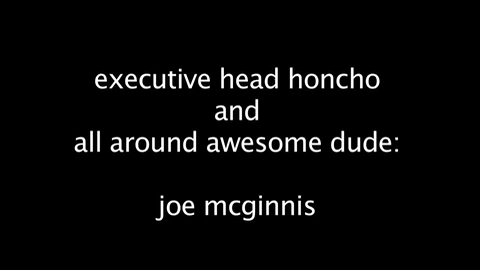 executive head honcho
and
all around awesome dude:
joe mcginnis